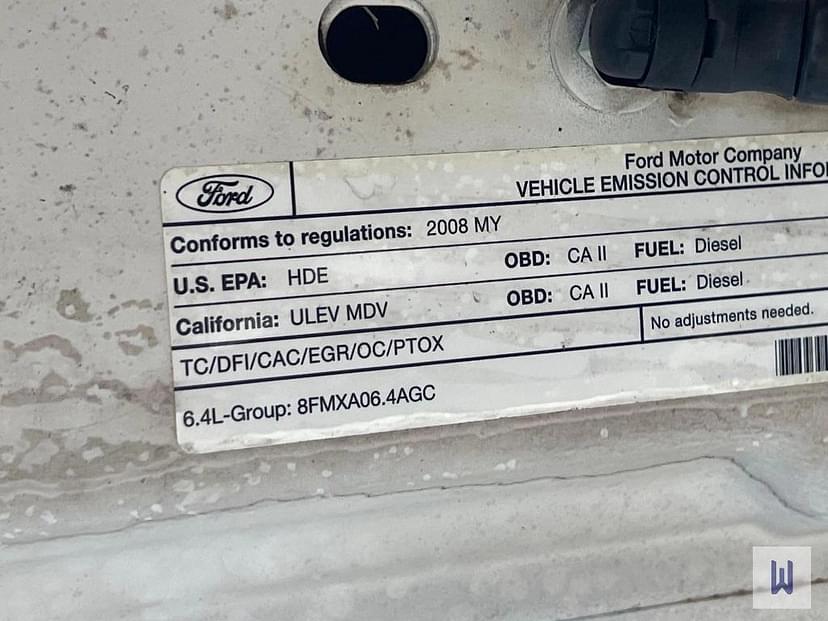 Ford
Ford Motor Company
VEHICLE EMISSION CONTROL
Conforms to regulations: 2008 MY
U.S. EPA: HDE OBD: CA II FUEL: Diesel
California: ULEV MDV OBD: CA II FUEL: Diesel
TC/DFI/CAC/EGR/OC/PTOX No adjustments needed.
6.4L-Group: 8FMXA06.4AGC
W